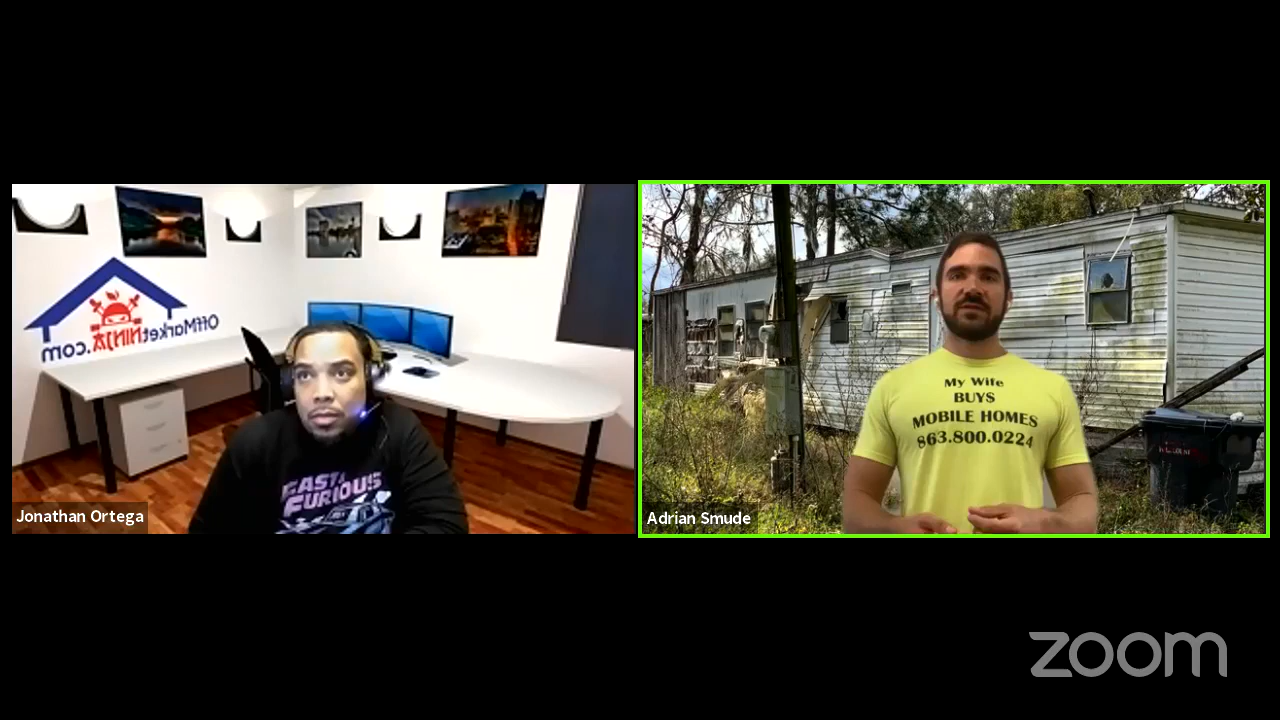 OffMarketNINJA
.com
FAST &
FURIOUS
Jonathan Ortega
My Wife
BUYS
MOBILE HOMES
863.800.0224
Adrian Smude
zoom